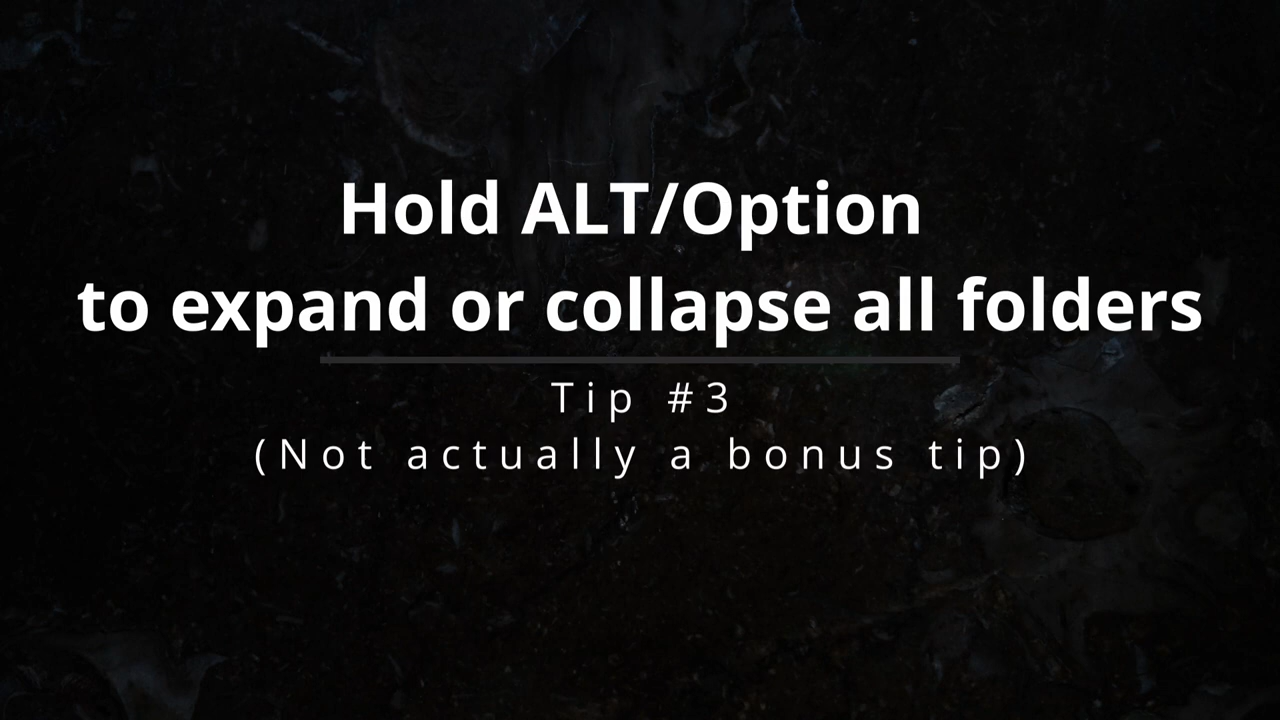 Hold ALT/Option
to expand or collapse all folders
Tip #3
(Not actually a bonus tip)